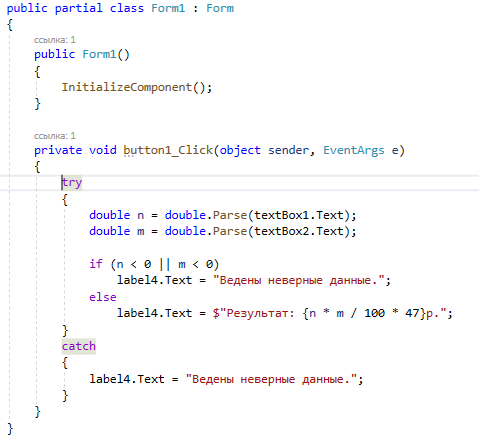 public partial class Form1 : Form
{
ссылка: 1
public Form1()
{
InitializeComponent();
}
ссылка: 1
private void button1_Click(object sender, EventArgs e)
{
try
{
double n = double.Parse(textBox1.Text);
double m = double.Parse(textBox2.Text);
if (n < 0 || m < 0)
label4.Text = "Ведены неверные данные.";
else
label4.Text = $"Результат: {n * m / 100 * 47}р.";
}
catch
{
label4.Text = "Ведены неверные данные.";
}
}
}